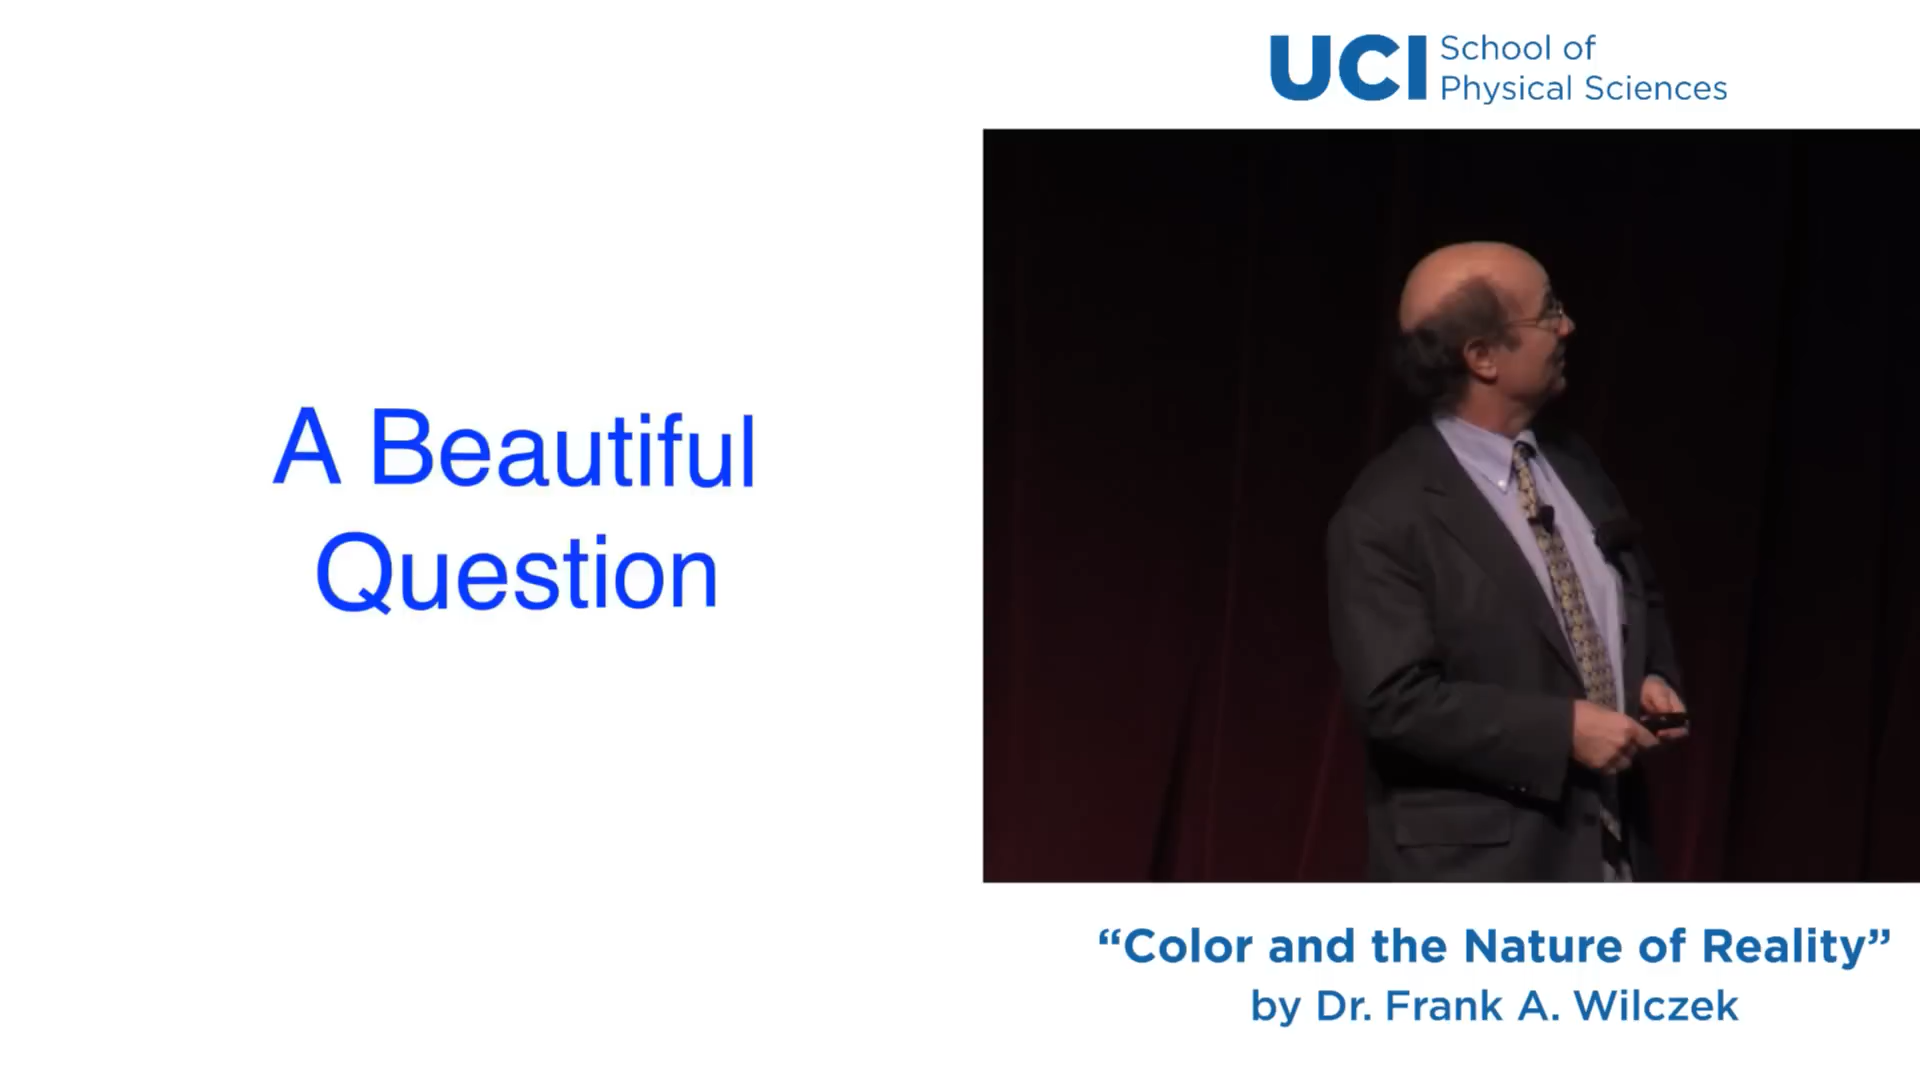 A Beautiful
Question
UCI School of
Physical Sciences
“Color and the Nature of Reality”
by Dr. Frank A. Wilczek